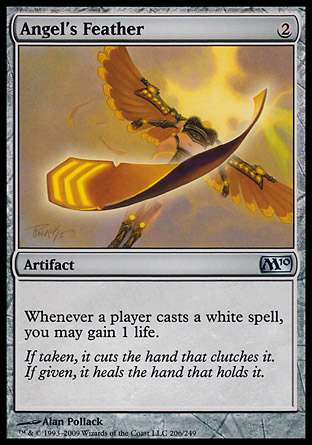 Angel's Feather 2
Artifact M10
Whenever a player casts a white spell,
you may gain 1 life.
If taken, it cuts the hand that clutches it.
If given, it heals the hand that holds it.
Alan Pollack
™ & © 1993-2009 Wizards of the Coast LLC 206/249